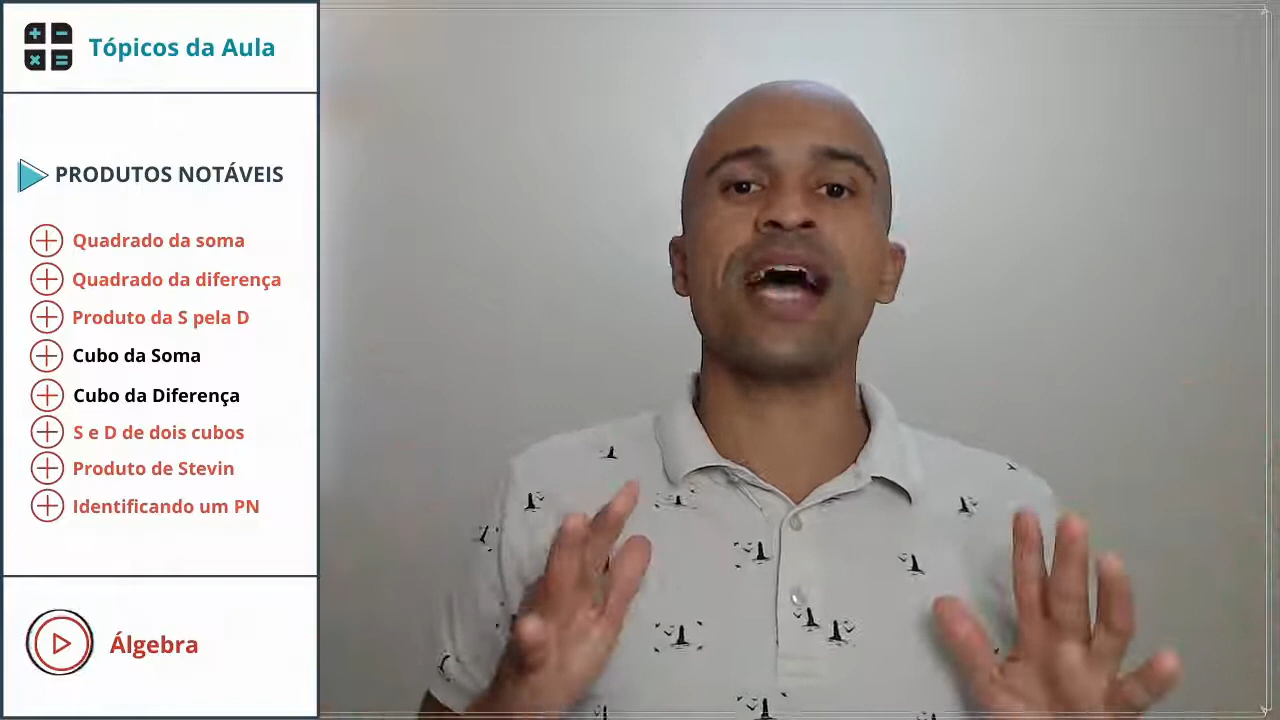 Tópicos da Aula
PRODUTOS NOTÁVEIS
Quadrado da soma
Quadrado da diferença
Produto da S pela D
Cubo da Soma
Cubo da Diferença
S e D de dois cubos
Produto de Stevin
Identificando um PN
Álgebra